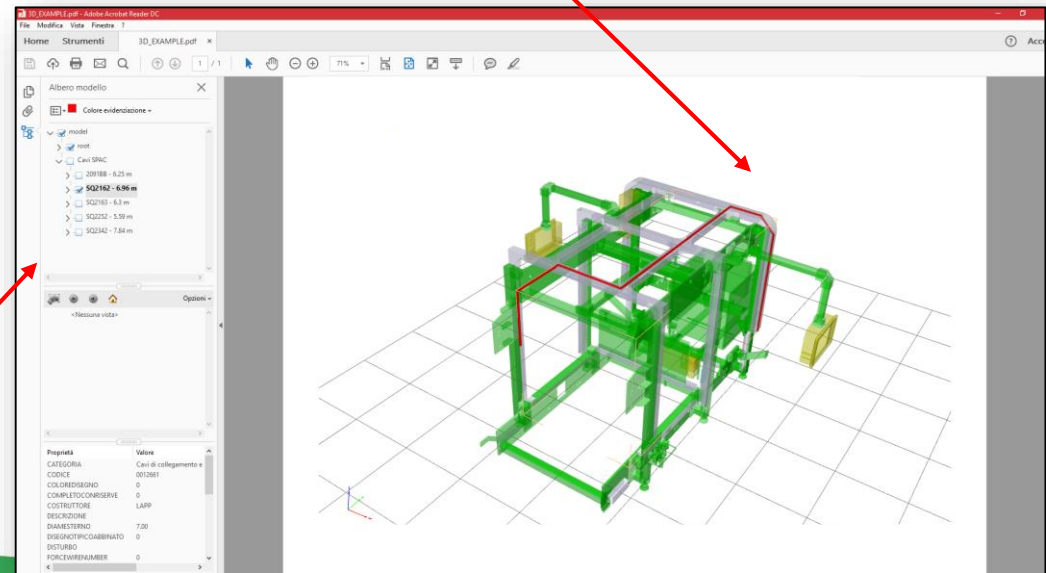 3D_EXAMPLE.pdf - Adobe Acrobat Reader DC
File Modifica Vista Finestra ?
Home Strumenti 3D_EXAMPLE.pdf × Acce
1 / 1 71%
Albero modello
Colore evidenziazione
model
root
Cavi SPAC
2091BB - 6.25 m
SQ2162 - 6.96 m
SQ2163 - 6.3 m
SQ2252 - 5.59 m
SQ2342 - 7.84 m
Opzioni
<Nessuna vista>
Proprietà Valore
CATEGORIA Cavi di collegamento e
CODICE 0012661
COLOREDISEGNO 0
COMPLETOCONRISERVE 0
COSTRUTTORE LAPP
DESCRIZIONE
DIAMESTERNO 7.00
DISEGNOTIPICOABBINATO 0
DISTURBO
FORCEWIRENUMBER 0